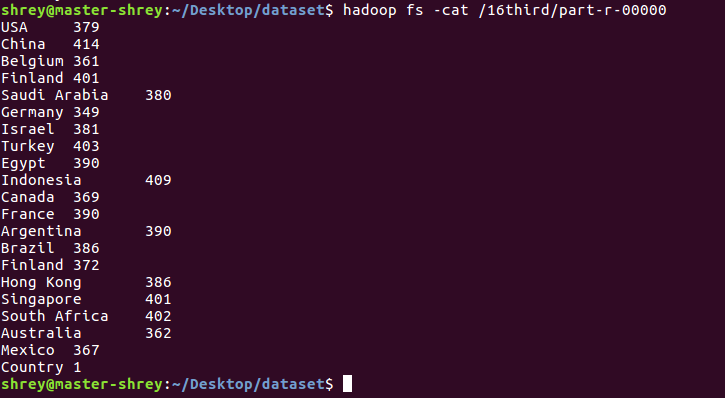 shrey@master-shrey:~/Desktop/dataset$ hadoop fs -cat /16third/part-r-00000
USA 379
China 414
Belgium 361
Finland 401
Saudi Arabia 380
Germany 349
Israel 381
Turkey 403
Egypt 390
Indonesia 409
Canada 369
France 390
Argentina 390
Brazil 386
Finland 372
Hong Kong 386
Singapore 401
South Africa 402
Australia 362
Mexico 367
Country 1
shrey@master-shrey:~/Desktop/dataset$